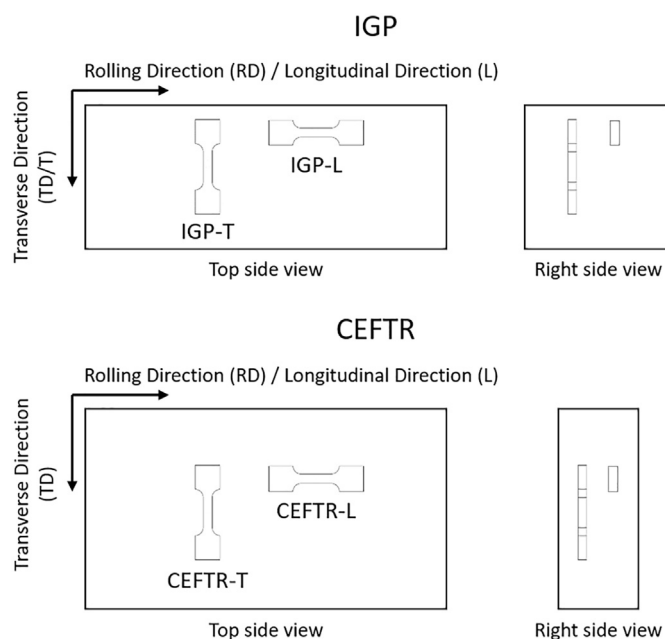 IGP
Rolling Direction (RD) / Longitudinal Direction (L)
Transverse Direction
(TD/T)
IGP-L
IGP-T
Top side view
Right side view
CEFTR
Rolling Direction (RD) / Longitudinal Direction (L)
Transverse Direction
(TD)
CEFTR-L
CEFTR-T
Top side view
Right side view